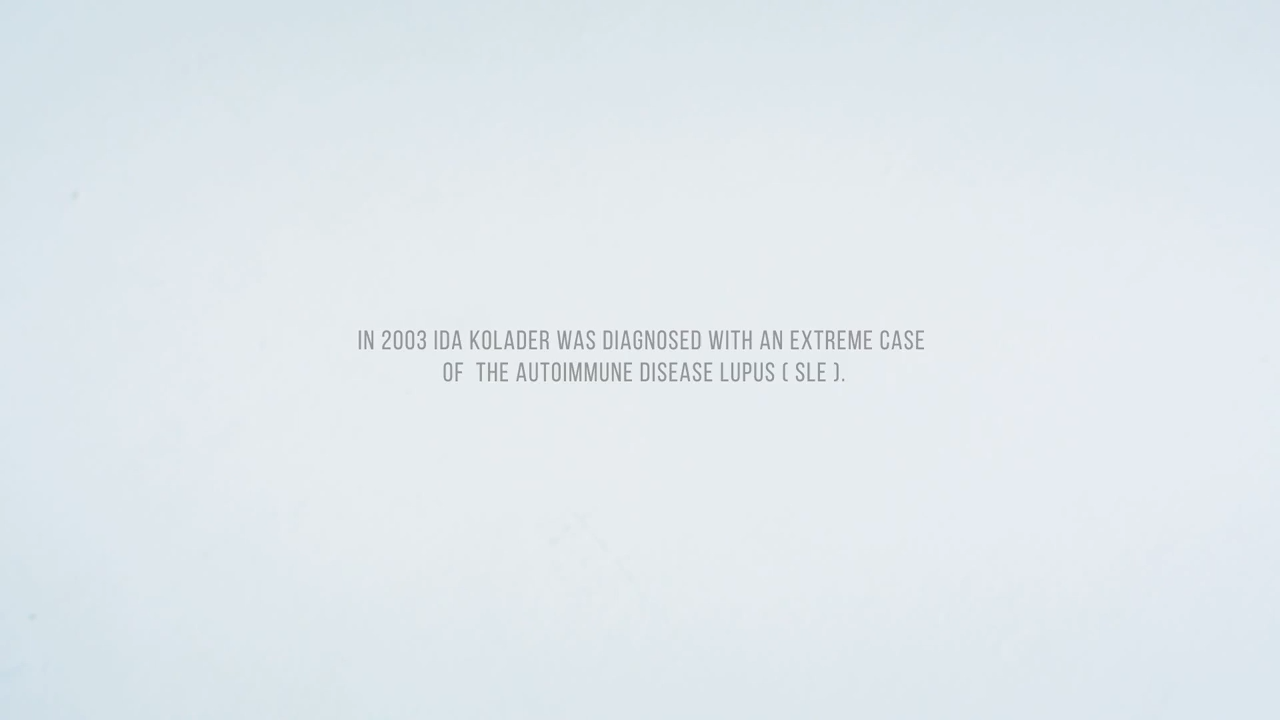 IN 2003 IDA KOLADER WAS DIAGNOSED WITH AN EXTREME CASE
OF  THE AUTOIMMUNE DISEASE LUPUS ( SLE ).